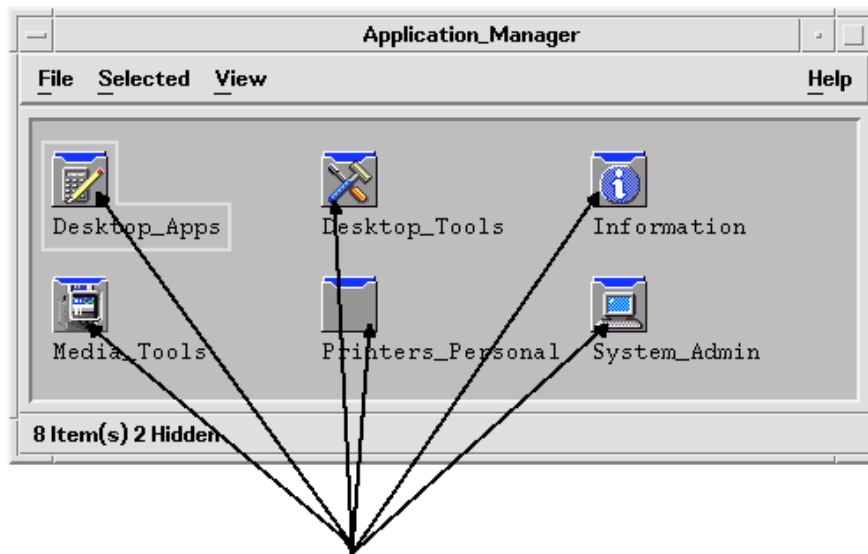 Application_Manager
File Selected View Help
Desktop_Apps Desktop_Tools Information
Media_Tools Printers_Personal System_Admin
8 Item(s) 2 Hidden